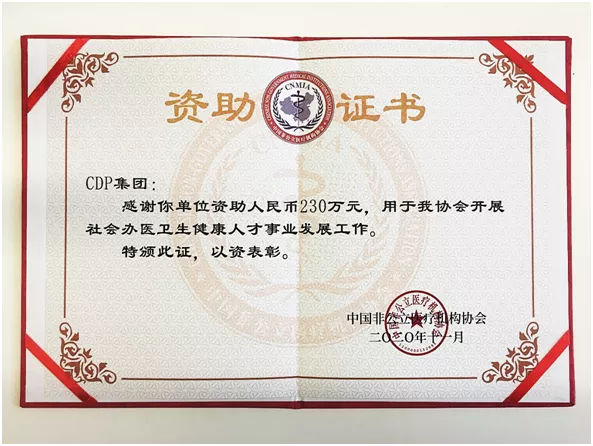 资助证书
CNMIA
CDP集团:
感谢你单位资助人民币230万元，用于我协会开展
社会办医卫生健康人才事业发展工作。
特颁此证，以资表彰。
中国非公立医疗机构协会
二〇二〇年十一月